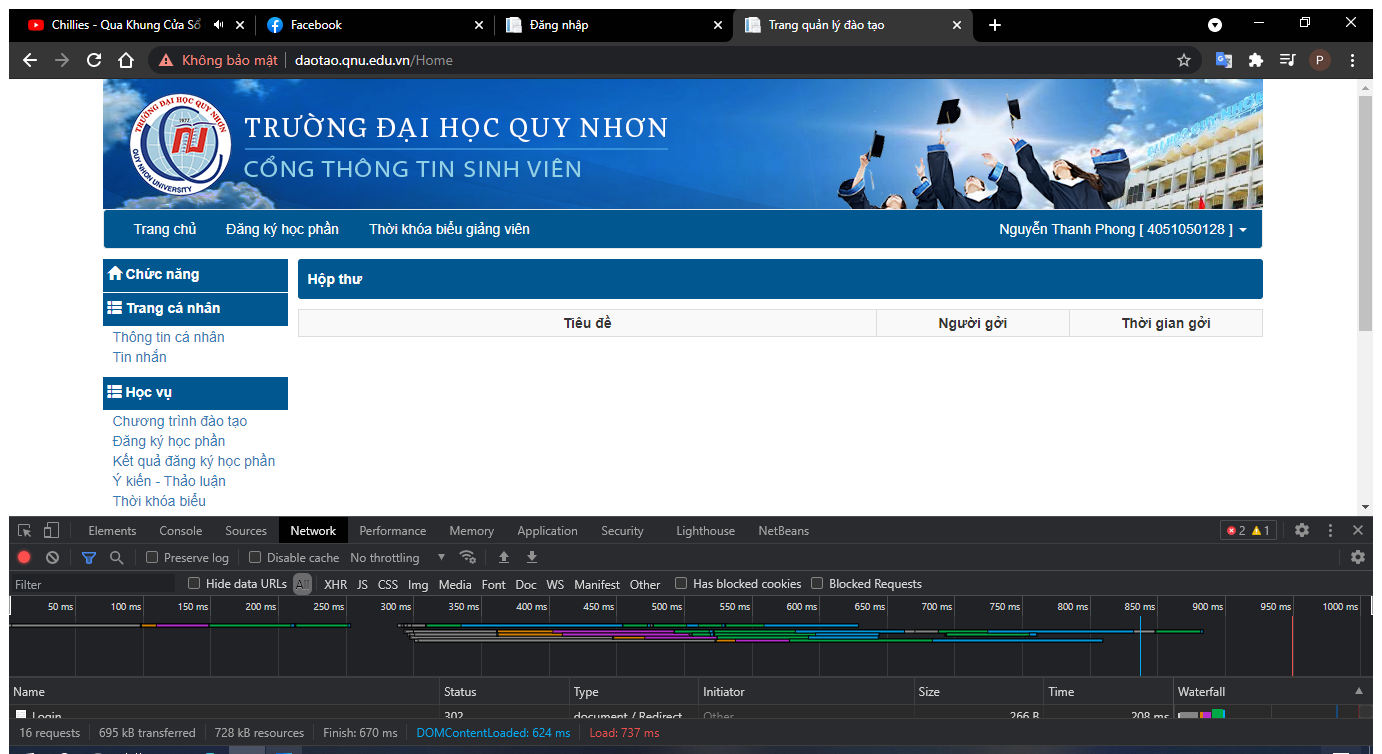 Chillies - Qua Khung Cửa Sổ
Facebook
Đăng nhập
Trang quản lý đào tạo
Không bảo mật
daotao.qnu.edu.vn/Home
P
TRƯỜNG ĐẠI HỌC QUY NHƠN
1977
QUY NHON UNIVERSITY
TRƯỜNG ĐẠI HỌC QUY NHƠN
CỔNG THÔNG TIN SINH VIÊN
Trang chủ Đăng ký học phần Thời khóa biểu giảng viên Nguyễn Thanh Phong [ 4051050128 ]
Chức năng
Trang cá nhân
Thông tin cá nhân
Tin nhắn
Học vụ
Chương trình đào tạo
Đăng ký học phần
Kết quả đăng ký học phần
Ý kiến - Thảo luận
Thời khóa biểu
Hộp thư
Tiêu đề Người gởi Thời gian gởi
Elements Console Sources Network Performance Memory Application Security Lighthouse NetBeans 2 1
Preserve log Disable cache No throttling
Filter Hide data URLs All XHR JS CSS Img Media Font Doc WS Manifest Other Has blocked cookies Blocked Requests
50 ms 100 ms 150 ms 200 ms 250 ms 300 ms 350 ms 400 ms 450 ms 500 ms 550 ms 600 ms 650 ms 700 ms 750 ms 800 ms 850 ms 900 ms 950 ms 1000 ms
Name Status Type Initiator Size Time Waterfall
Login 302 document / Redirect Other 266 B 208 ms
16 requests 695 kB transferred 728 kB resources Finish: 670 ms DOMContentLoaded: 624 ms Load: 737 ms